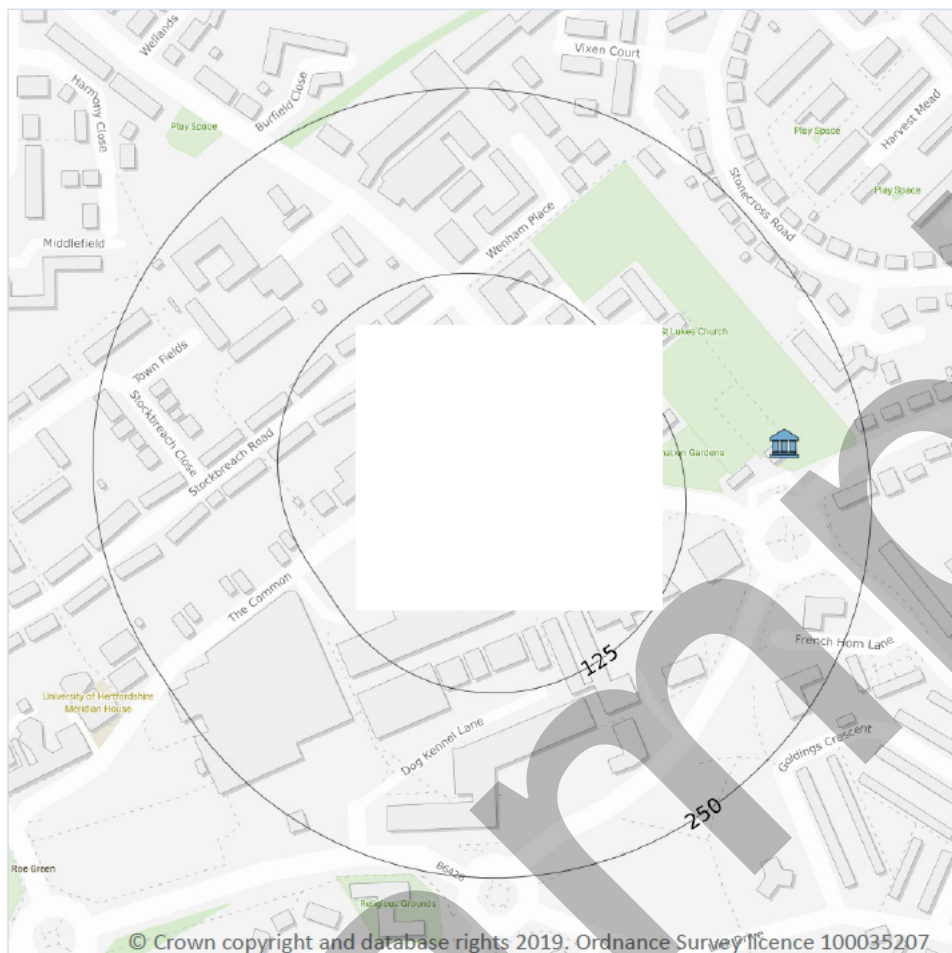 Wellands
Vixen Court
Harmony Close
Burfield Close
Play Space
Play Space
Harvest Mead
Play Space
Stonecross Road
Wenham Place
Middlefield
St Lukes Church
Town Fields
Stockbreach Close
Stockbreach Road
Gardens
The Common
French Horn Lane
125
University of Hertfordshire
Meridian House
Dog Kennel Lane
Goldings Crescent
250
Roe Green
B6426
Religious Grounds
Drive
© Crown copyright and database rights 2019. Ordnance Survey licence 100035207